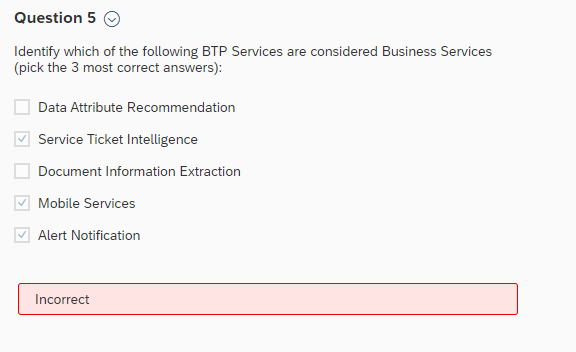 Question 5
Identify which of the following BTP Services are considered Business Services
(pick the 3 most correct answers):
Data Attribute Recommendation
Service Ticket Intelligence
Document Information Extraction
Mobile Services
Alert Notification
Incorrect